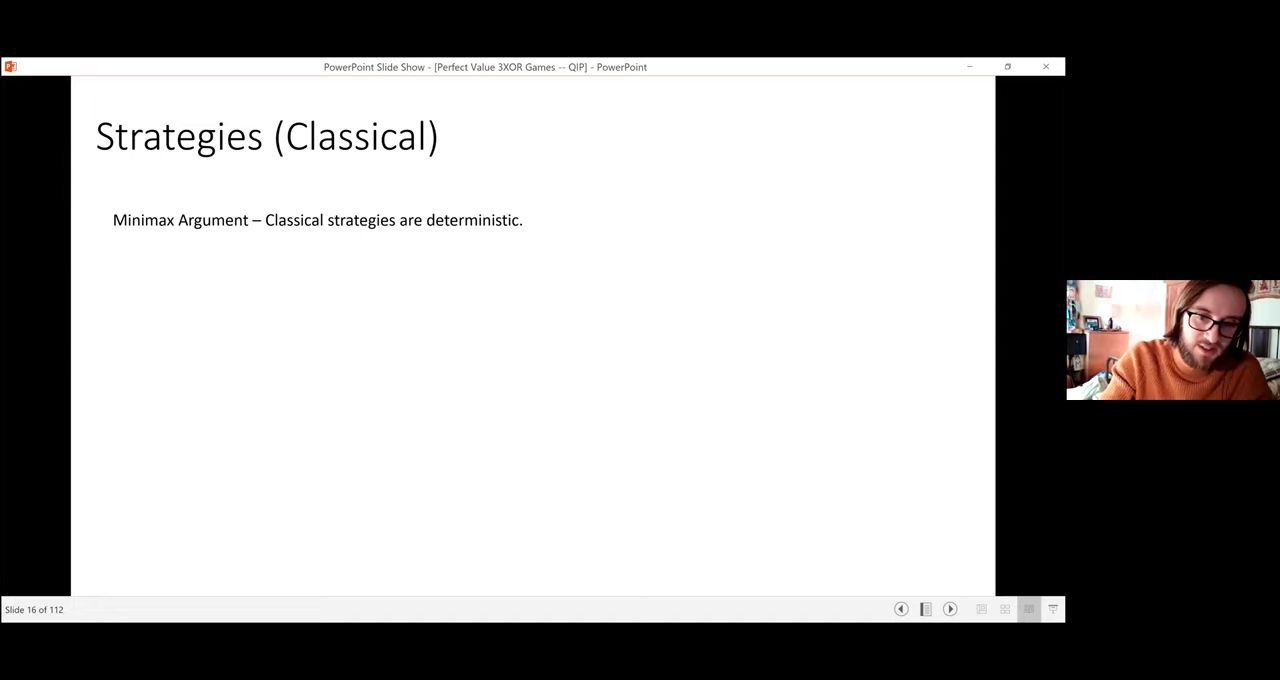 PowerPoint Slide Show - [Perfect Value 3XOR Games -- QIP] - PowerPoint
Strategies (Classical)
Minimax Argument – Classical strategies are deterministic.
Slide 16 of 112